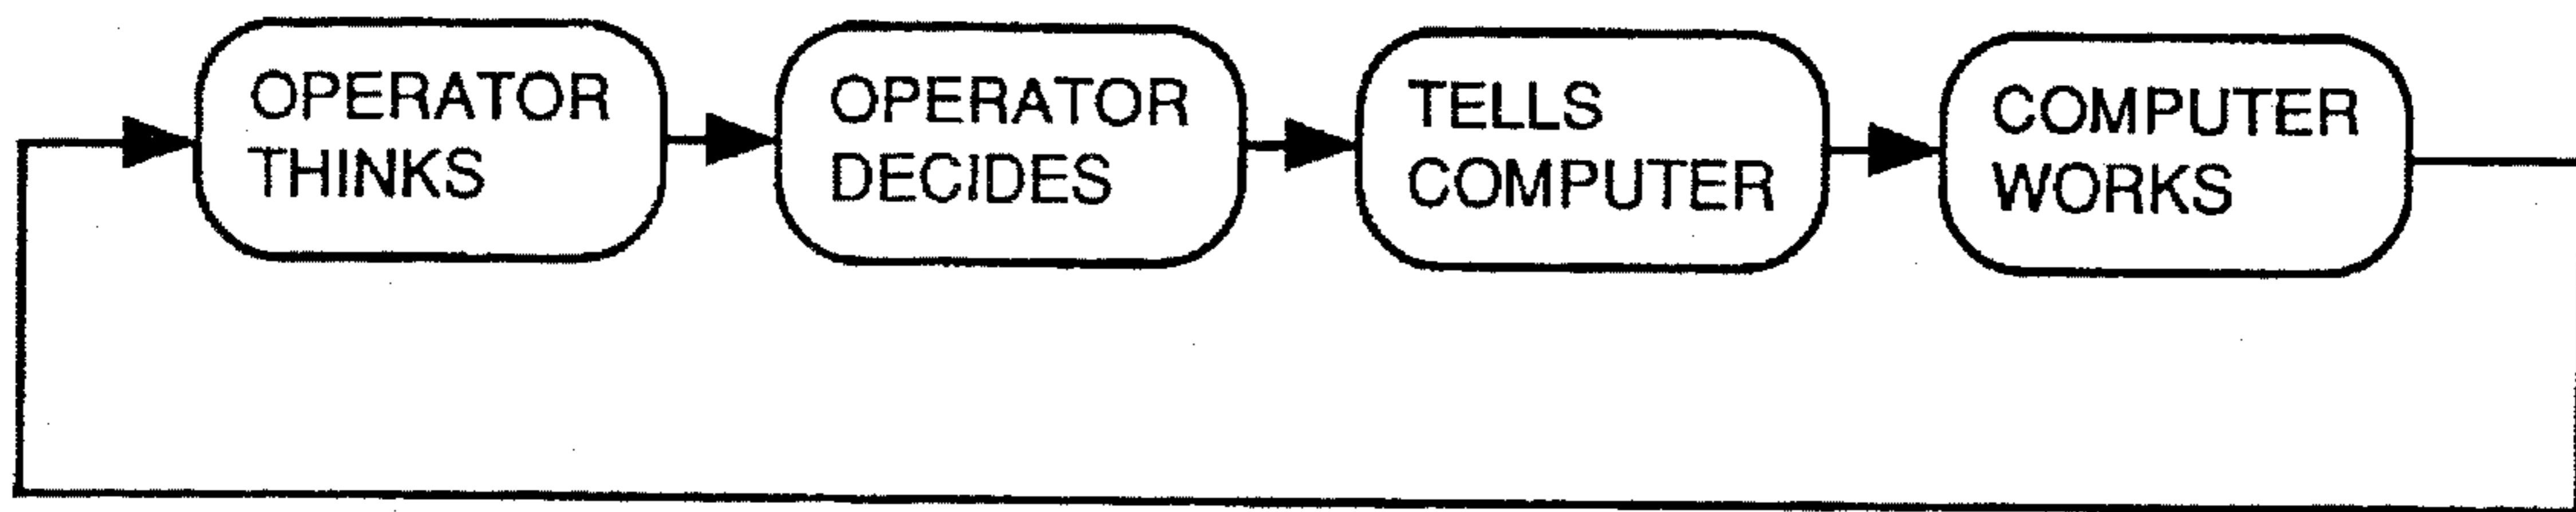 OPERATOR
THINKS
OPERATOR
DECIDES
TELLS
COMPUTER
COMPUTER
WORKS